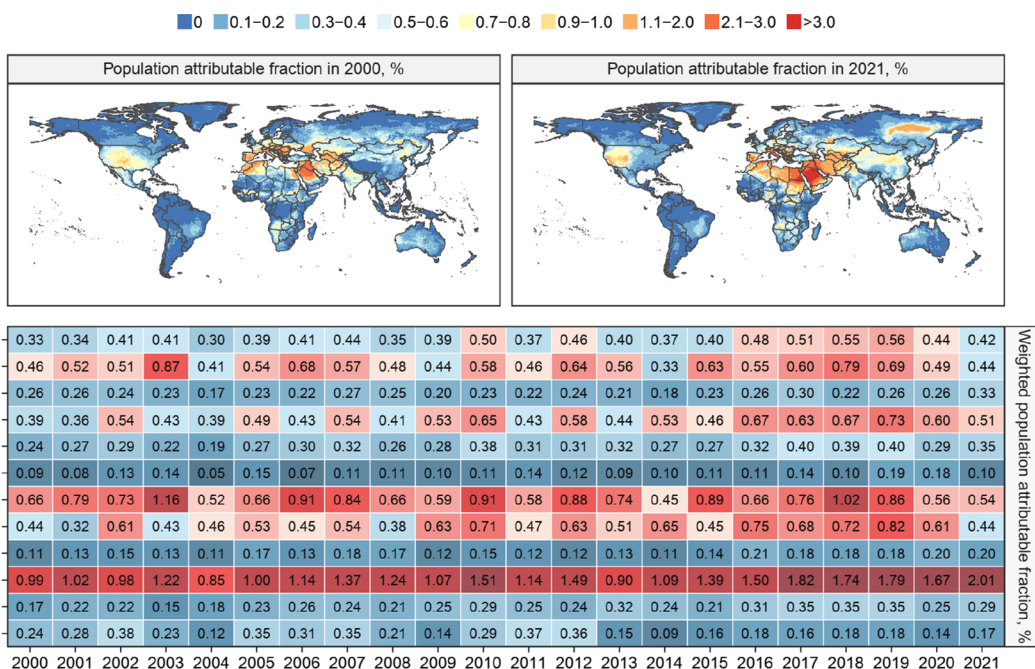 0 0.1–0.2 0.3–0.4 0.5–0.6 0.7–0.8 0.9–1.0 1.1–2.0 2.1–3.0 >3.0
Population attributable fraction in 2000, %
Population attributable fraction in 2021, %
0.33 0.34 0.41 0.41 0.30 0.39 0.41 0.44 0.35 0.39 0.50 0.37 0.46 0.40 0.37 0.40 0.48 0.51 0.55 0.56 0.44 0.42
0.46 0.52 0.51 0.87 0.41 0.54 0.68 0.57 0.48 0.44 0.58 0.46 0.64 0.56 0.33 0.63 0.55 0.60 0.79 0.69 0.49 0.44
0.26 0.26 0.24 0.23 0.17 0.23 0.22 0.27 0.25 0.20 0.23 0.22 0.24 0.21 0.18 0.23 0.26 0.30 0.22 0.26 0.26 0.33
0.39 0.36 0.54 0.43 0.39 0.49 0.43 0.54 0.41 0.53 0.65 0.43 0.58 0.44 0.53 0.46 0.67 0.63 0.67 0.73 0.60 0.51
0.24 0.27 0.29 0.22 0.19 0.27 0.30 0.32 0.26 0.28 0.38 0.31 0.31 0.32 0.27 0.27 0.32 0.40 0.39 0.40 0.29 0.35
0.09 0.08 0.13 0.14 0.05 0.15 0.07 0.11 0.11 0.10 0.11 0.14 0.12 0.09 0.10 0.11 0.11 0.14 0.10 0.19 0.18 0.10
0.66 0.79 0.73 1.16 0.52 0.66 0.91 0.84 0.66 0.59 0.91 0.58 0.88 0.74 0.45 0.89 0.66 0.76 1.02 0.86 0.56 0.54
0.44 0.32 0.61 0.43 0.46 0.53 0.45 0.54 0.38 0.63 0.71 0.47 0.63 0.51 0.65 0.45 0.75 0.68 0.72 0.82 0.61 0.44
0.11 0.13 0.15 0.13 0.11 0.17 0.13 0.18 0.17 0.12 0.15 0.12 0.12 0.13 0.11 0.14 0.21 0.18 0.18 0.18 0.20 0.20
0.99 1.02 0.98 1.22 0.85 1.00 1.14 1.37 1.24 1.07 1.51 1.14 1.49 0.90 1.09 1.39 1.50 1.82 1.74 1.79 1.67 2.01
0.17 0.22 0.22 0.15 0.18 0.23 0.26 0.24 0.21 0.25 0.29 0.25 0.24 0.32 0.24 0.21 0.31 0.35 0.35 0.35 0.25 0.29
0.24 0.28 0.38 0.23 0.12 0.35 0.31 0.35 0.21 0.14 0.29 0.37 0.36 0.15 0.09 0.16 0.18 0.16 0.18 0.18 0.14 0.17
2000 2001 2002 2003 2004 2005 2006 2007 2008 2009 2010 2011 2012 2013 2014 2015 2016 2017 2018 2019 2020 2021
Weighted population attributable fraction, %